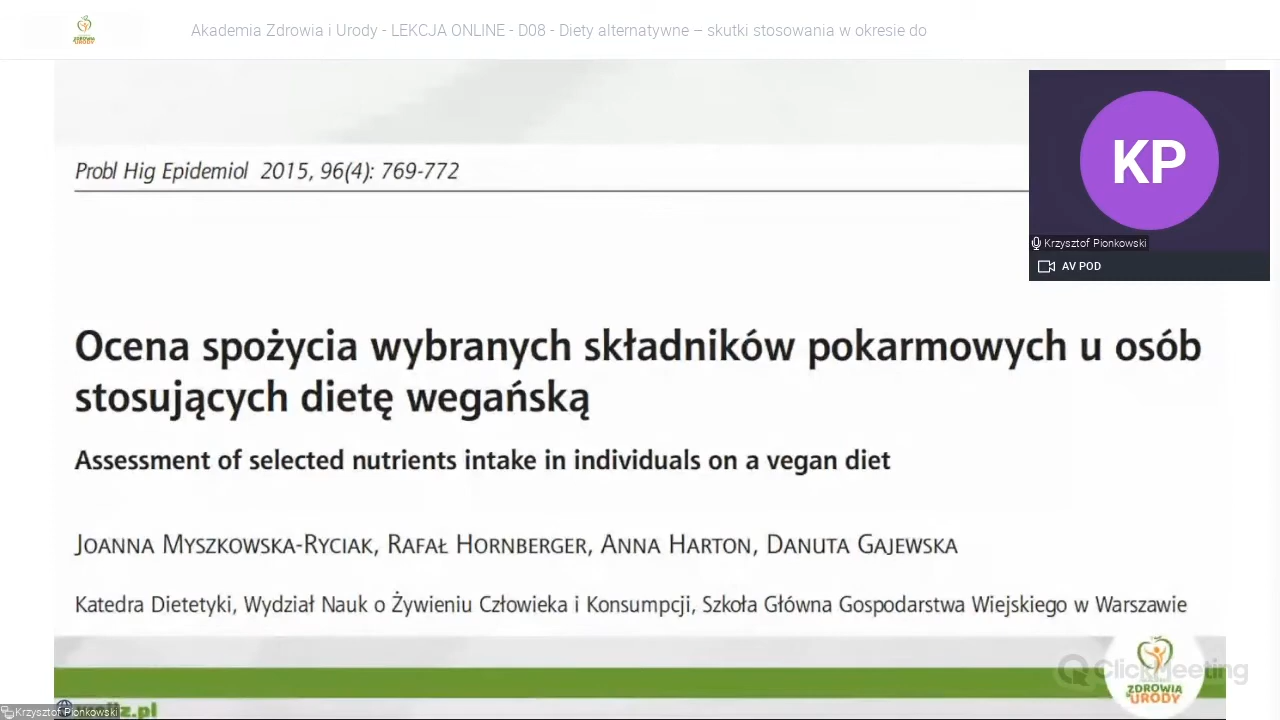 Akademia Zdrowia i Urody - LEKCJA ONLINE - D08 - Diety alternatywne – skutki stosowania w okresie do
Probl Hig Epidemiol 2015, 96(4): 769-772
KP
Krzysztof Pionkowski
AV POD
Ocena spożycia wybranych składników pokarmowych u osób
stosujących dietę wegańską
Assessment of selected nutrients intake in individuals on a vegan diet
Joanna Myszkowska-Ryciak, Rafał Hornberger, Anna Harton, Danuta Gajewska
Katedra Dietetyki, Wydział Nauk o Żywieniu Człowieka i Konsumpcji, Szkoła Główna Gospodarstwa Wiejskiego w Warszawie
ClickMeeting
ZDROWIA
& URODY
Krzysztof Pionkowski